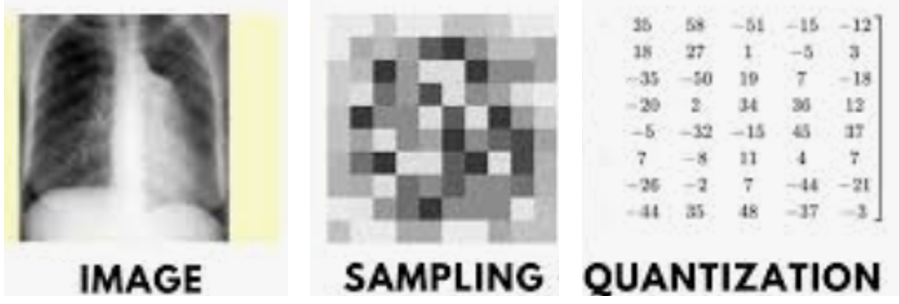 35 58 -51 -15 -12
18 27 1 -5 3
-35 -50 19 7 -18
-20 2 34 36 12
-5 -32 -15 45 37
7 -8 11 4 7
-26 -2 7 -44 -21
-44 35 48 -37 -3
IMAGE
SAMPLING
QUANTIZATION